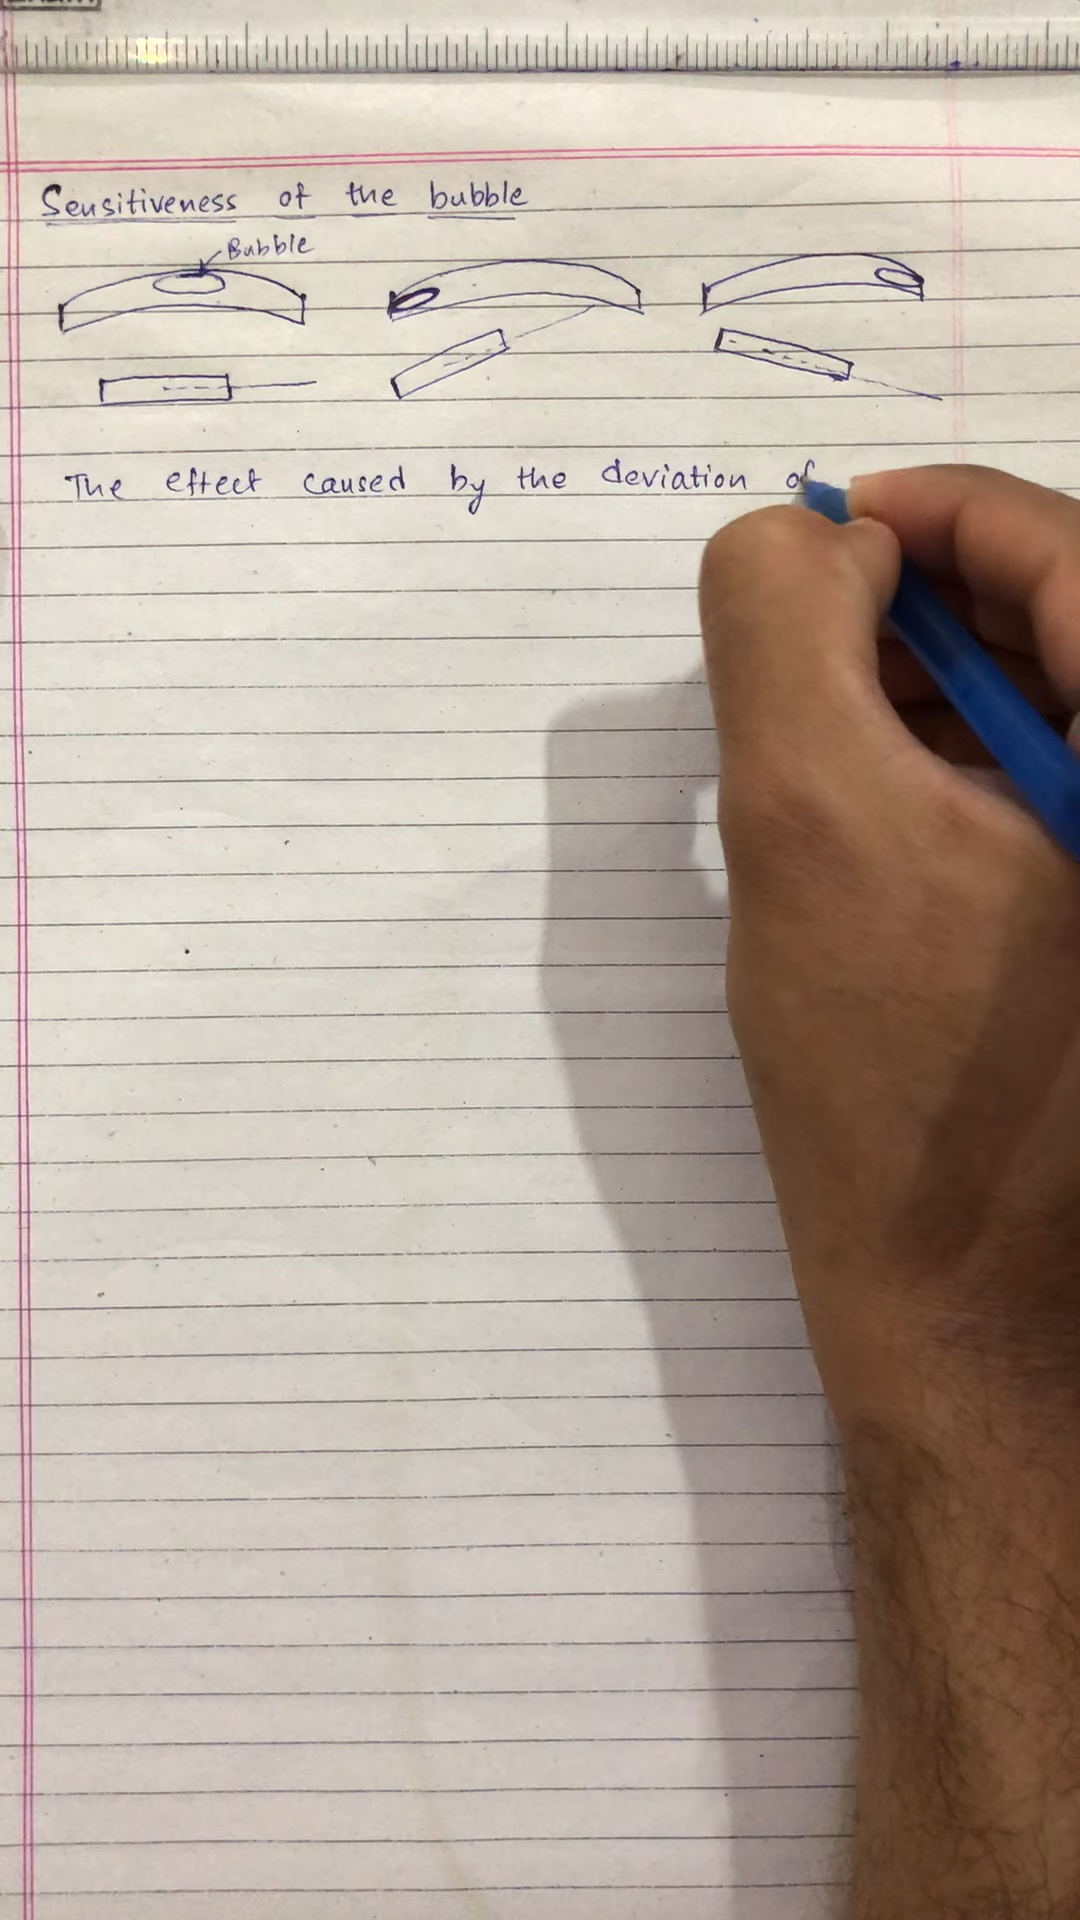 Sensitiveness of the bubble
Bubble
The effect caused by the deviation of